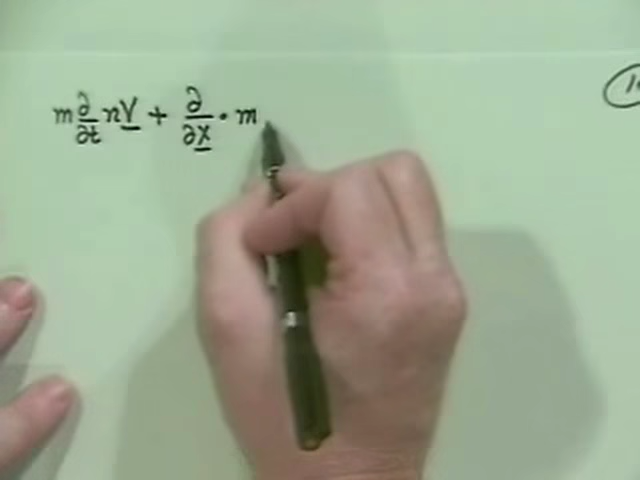 m ∂/∂t nV + ∂/∂x · m